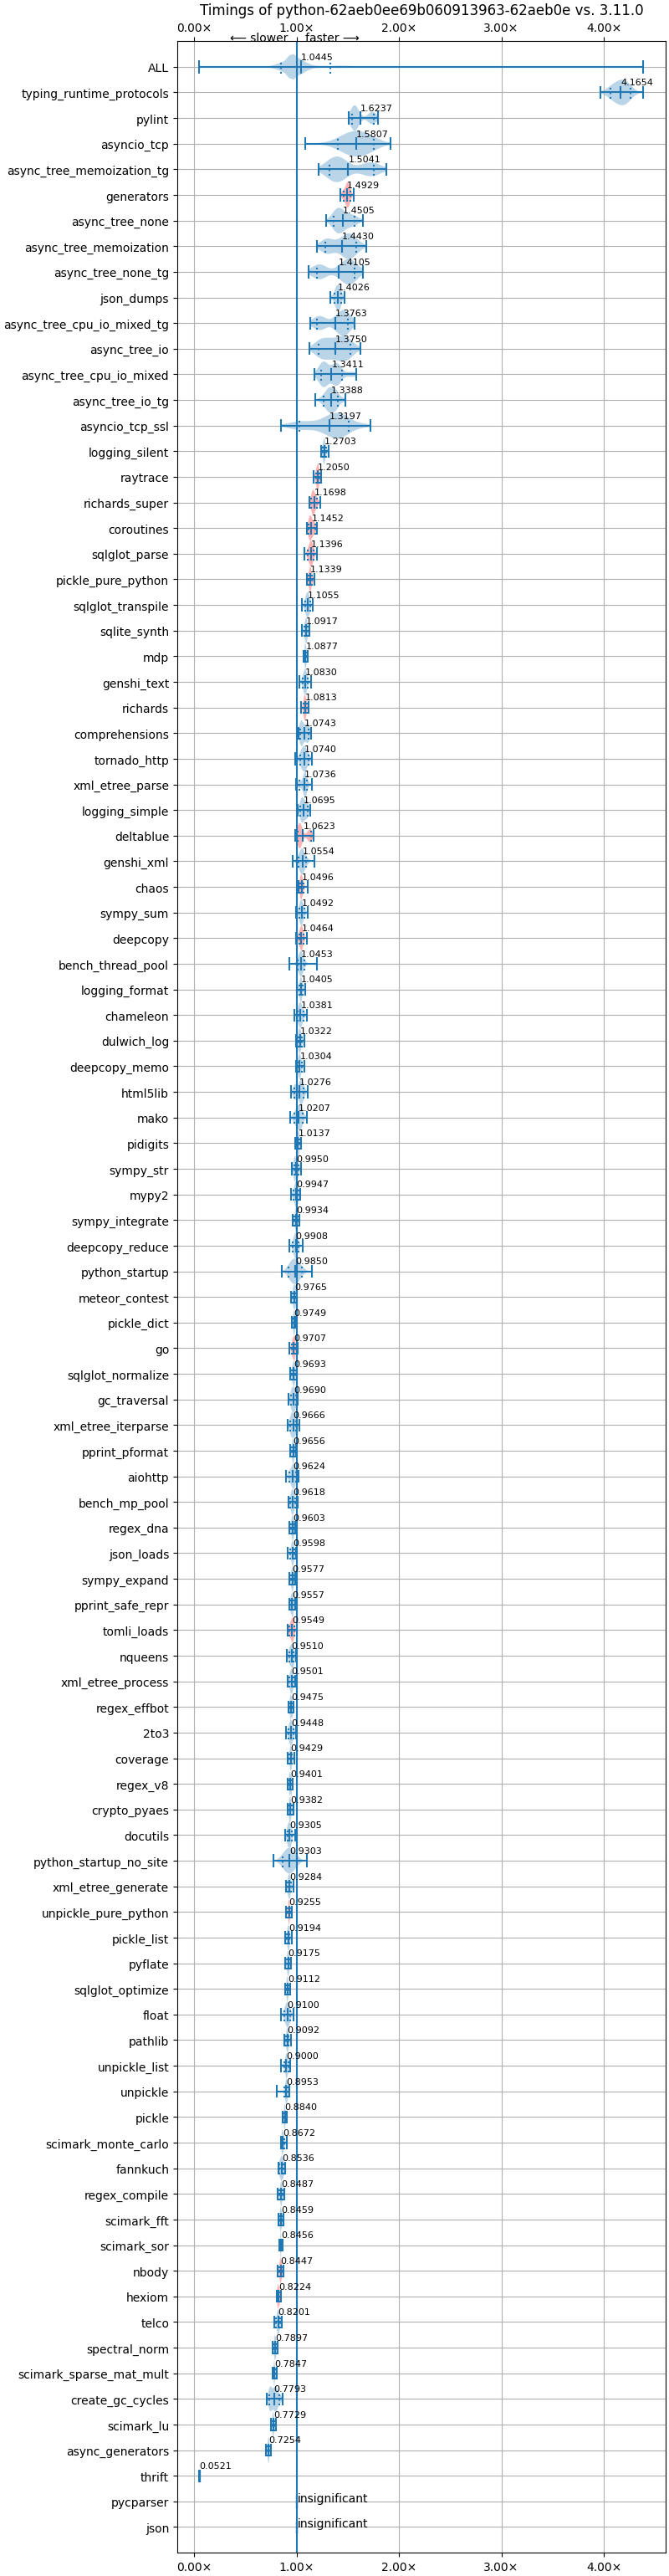 Timings of python-62aeb0ee69b060913963-62aeb0e vs. 3.11.0
0.00× 1.00× 2.00× 3.00× 4.00×
⟵ slower faster ⟶
ALL 1.0445
typing_runtime_protocols 4.1654
pylint 1.6237
asyncio_tcp 1.5807
async_tree_memoization_tg 1.5041
generators 1.4929
async_tree_none 1.4505
async_tree_memoization 1.4430
async_tree_none_tg 1.4105
json_dumps 1.4026
async_tree_cpu_io_mixed_tg 1.3763
async_tree_io 1.3750
async_tree_cpu_io_mixed 1.3411
async_tree_io_tg 1.3388
asyncio_tcp_ssl 1.3197
logging_silent 1.2703
raytrace 1.2050
richards_super 1.1698
coroutines 1.1452
sqlglot_parse 1.1396
pickle_pure_python 1.1339
sqlglot_transpile 1.1055
sqlite_synth 1.0917
mdp 1.0877
genshi_text 1.0830
richards 1.0813
comprehensions 1.0743
tornado_http 1.0740
xml_etree_parse 1.0736
logging_simple 1.0695
deltablue 1.0623
genshi_xml 1.0554
chaos 1.0496
sympy_sum 1.0492
deepcopy 1.0464
bench_thread_pool 1.0453
logging_format 1.0405
chameleon 1.0381
dulwich_log 1.0322
deepcopy_memo 1.0304
html5lib 1.0276
mako 1.0207
pidigits 1.0137
sympy_str 0.9950
mypy2 0.9947
sympy_integrate 0.9934
deepcopy_reduce 0.9908
python_startup 0.9850
meteor_contest 0.9765
pickle_dict 0.9749
go 0.9707
sqlglot_normalize 0.9693
gc_traversal 0.9690
xml_etree_iterparse 0.9666
pprint_pformat 0.9656
aiohttp 0.9624
bench_mp_pool 0.9618
regex_dna 0.9603
json_loads 0.9598
sympy_expand 0.9577
pprint_safe_repr 0.9557
tomli_loads 0.9549
nqueens 0.9510
xml_etree_process 0.9501
regex_effbot 0.9475
2to3 0.9448
coverage 0.9429
regex_v8 0.9401
crypto_pyaes 0.9382
docutils 0.9305
python_startup_no_site 0.9303
xml_etree_generate 0.9284
unpickle_pure_python 0.9255
pickle_list 0.9194
pyflate 0.9175
sqlglot_optimize 0.9112
float 0.9100
pathlib 0.9092
unpickle_list 0.9000
unpickle 0.8953
pickle 0.8840
scimark_monte_carlo 0.8672
fannkuch 0.8536
regex_compile 0.8487
scimark_fft 0.8459
scimark_sor 0.8456
nbody 0.8447
hexiom 0.8224
telco 0.8201
spectral_norm 0.7897
scimark_sparse_mat_mult 0.7847
create_gc_cycles 0.7793
scimark_lu 0.7729
async_generators 0.7254
thrift 0.0521
pycparser insignificant
json insignificant
0.00× 1.00× 2.00× 3.00× 4.00×